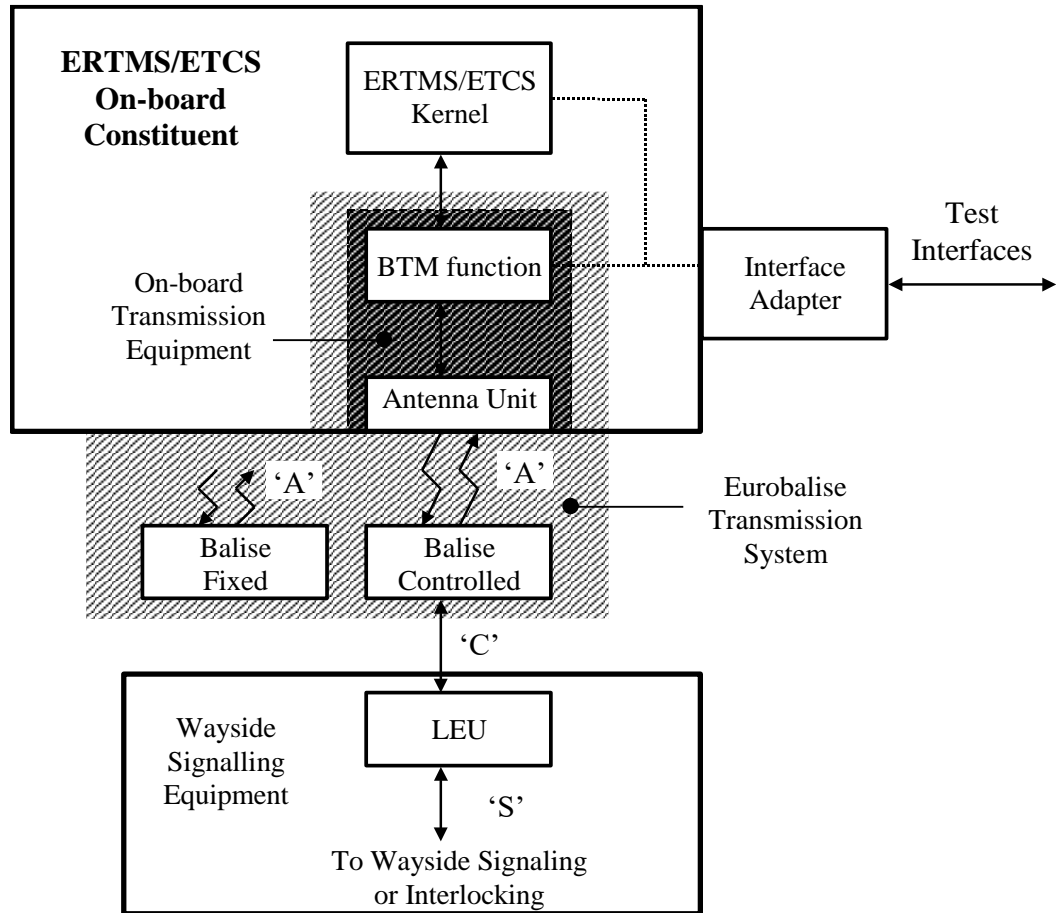 ERTMS/ETCS
On-board
Constituent
ERTMS/ETCS
Kernel
BTM function
On-board
Transmission
Equipment
Antenna Unit
Interface
Adapter
Test
Interfaces
‘A’
‘A’
Balise
Fixed
Balise
Controlled
Eurobalise
Transmission
System
‘C’
Wayside
Signalling
Equipment
LEU
‘S’
To Wayside Signaling
or Interlocking